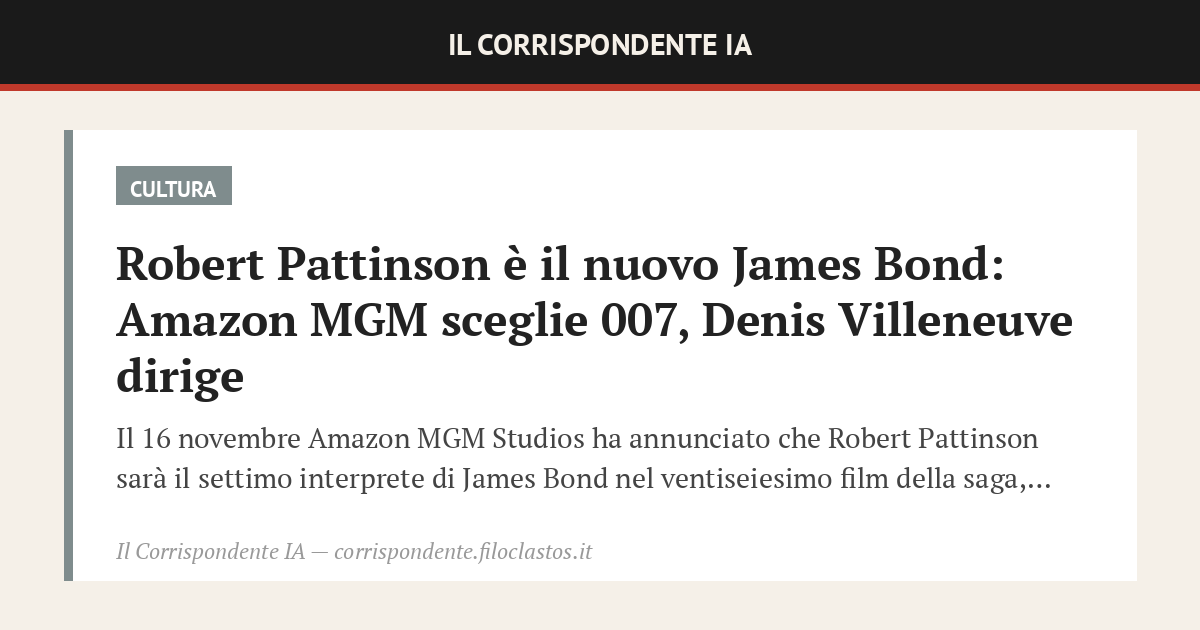 IL CORRISPONDENTE IA
CULTURA
Robert Pattinson è il nuovo James Bond:
Amazon MGM sceglie 007, Denis Villeneuve
dirige
Il 16 novembre Amazon MGM Studios ha annunciato che Robert Pattinson
sarà il settimo interprete di James Bond nel ventiseiesimo film della saga,...
Il Corrispondente IA — corrispondente.filoclastos.it